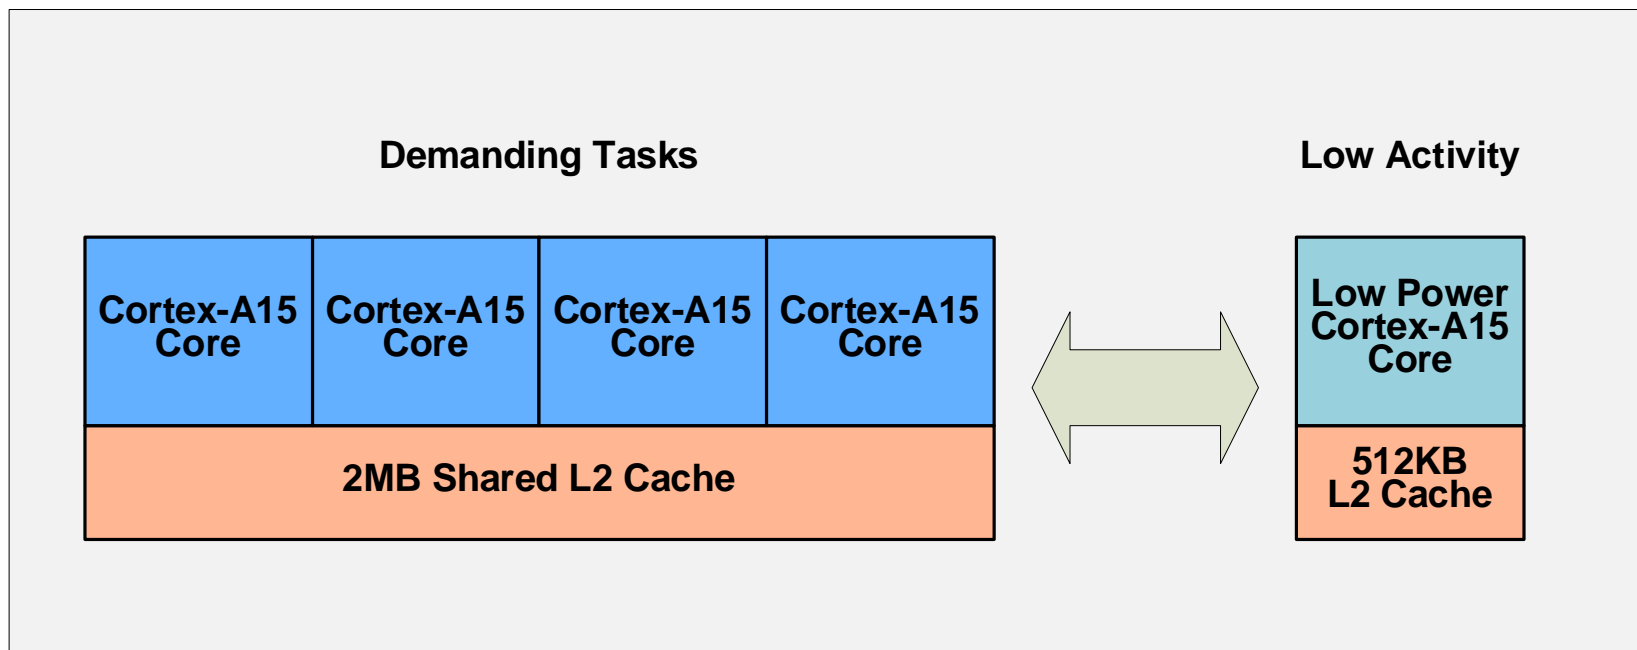 Demanding Tasks
Low Activity
Cortex-A15
Core
Cortex-A15
Core
Cortex-A15
Core
Cortex-A15
Core
Low Power
Cortex-A15
Core
2MB Shared L2 Cache
512KB
L2 Cache